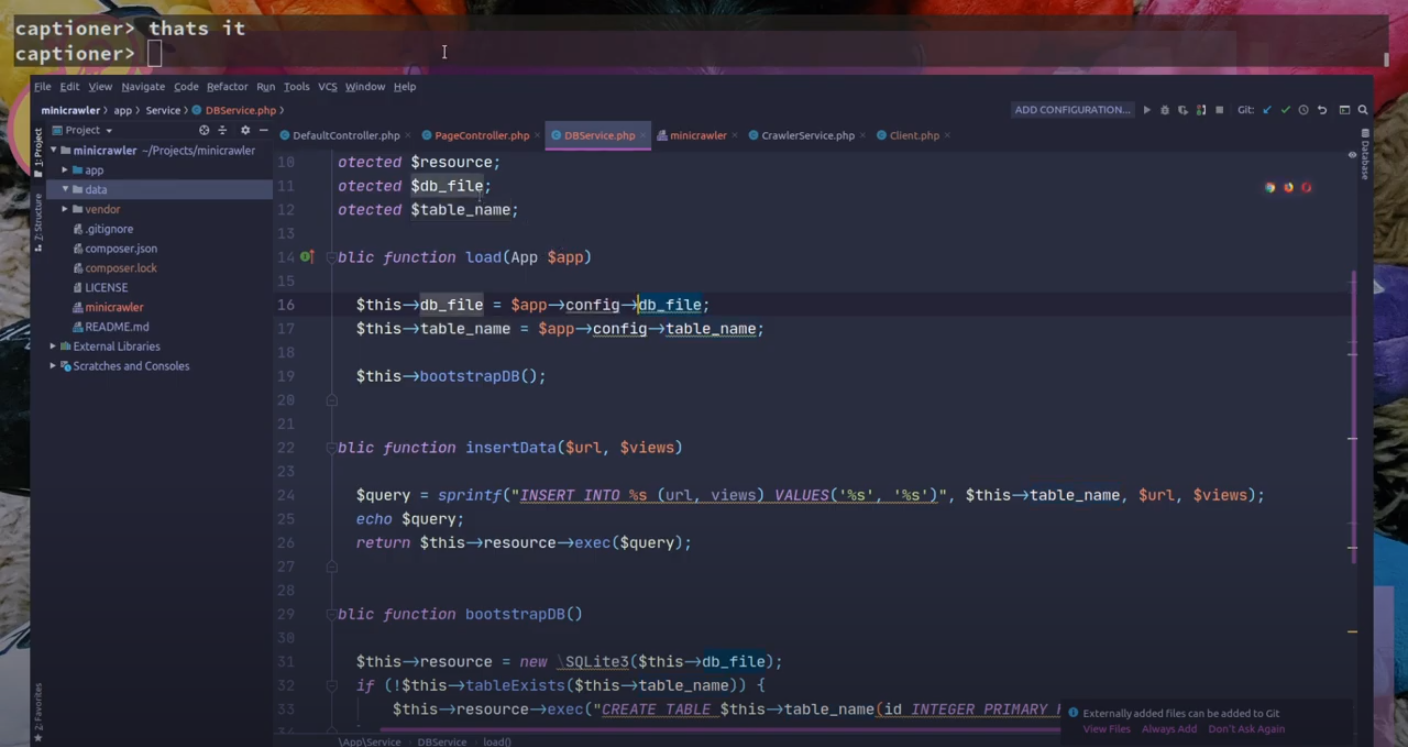 captioner> thats it
captioner>
File Edit View Navigate Code Refactor Run Tools VCS Window Help
minicrawler app Service DBService.php ADD CONFIGURATION... Git:
1: Project
Project
DefaultController.php PageController.php DBService.php minicrawler CrawlerService.php Client.php
Database
minicrawler ~/Projects/minicrawler
app
data
vendor
.gitignore
composer.json
composer.lock
LICENSE
minicrawler
README.md
External Libraries
Scratches and Consoles
Z: Structure
2: Favorites
10 otected $resource;
11 otected $db_file;
12 otected $table_name;
13
14 blic function load(App $app)
15
16 $this→db_file = $app→config→db_file;
17 $this→table_name = $app→config→table_name;
18
19 $this→bootstrapDB();
20
21
22 blic function insertData($url, $views)
23
24 $query = sprintf("INSERT INTO %s (url, views) VALUES('%s', '%s')", $this→table_name, $url, $views);
25 echo $query;
26 return $this→resource→exec($query);
27
28
29 blic function bootstrapDB()
30
31 $this→resource = new \SQLite3($this→db_file);
32 if (!$this→tableExists($this→table_name)) {
33 $this→resource→exec("CREATE TABLE $this→table_name(id INTEGER PRIMARY
Externally added files can be added to Git
View Files Always Add Don't Ask Again
\App\Service DBService load()